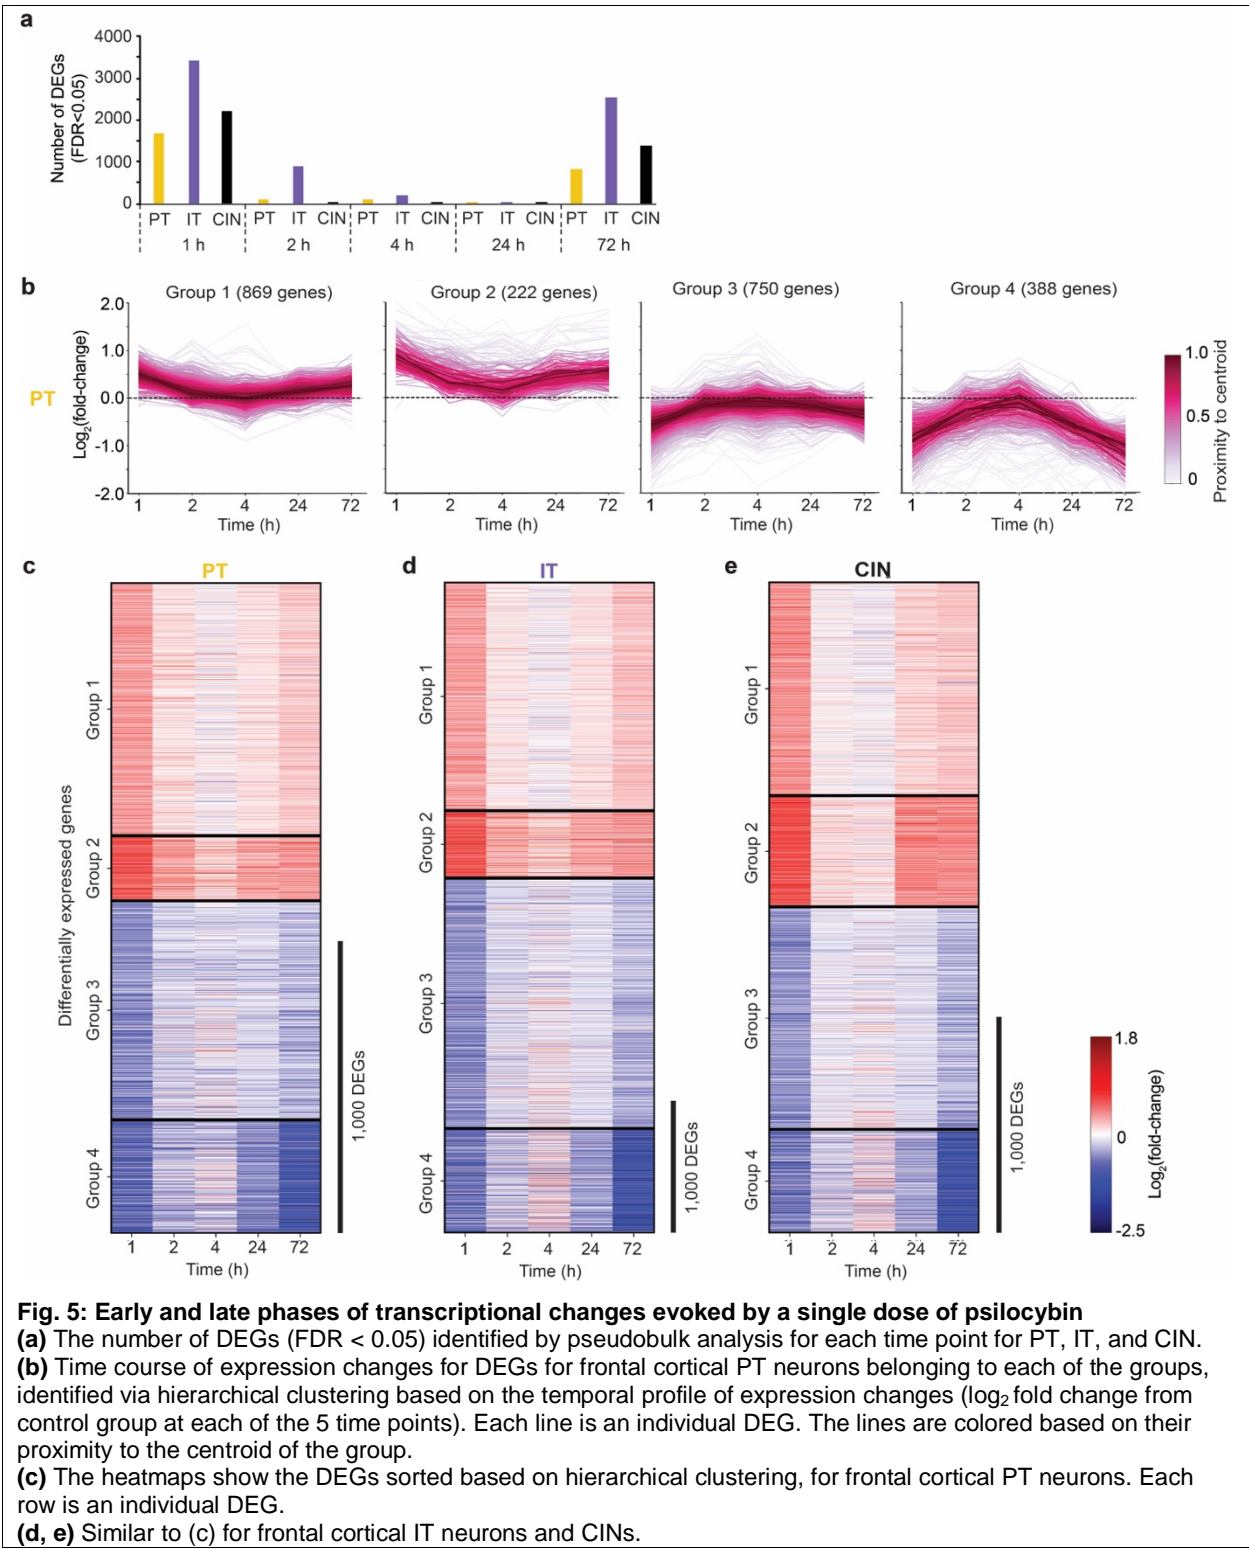 a
Number of DEGs
(FDR<0.05)
4000
3000
2000
1000
0
PT IT CIN PT IT CIN PT IT CIN PT IT CIN PT IT CIN
1 h 2 h 4 h 24 h 72 h
b
Group 1 (869 genes) Group 2 (222 genes) Group 3 (750 genes) Group 4 (388 genes)
PT
Log2(fold-change)
2.0
1.0
0.0
-1.0
-2.0
1 2 4 24 72 1 2 4 24 72 1 2 4 24 72 1 2 4 24 72
Time (h) Time (h) Time (h) Time (h)
1.0
0.5
0
Proximity to centroid
c
PT
Differentially expressed genes
Group 1
Group 2
Group 3
Group 4
1,000 DEGs
1 2 4 24 72
Time (h)
d
IT
Group 1
Group 2
Group 3
Group 4
1,000 DEGs
1 2 4 24 72
Time (h)
e
CIN
Group 1
Group 2
Group 3
Group 4
1,000 DEGs
1 2 4 24 72
Time (h)
1.8
0
-2.5
Log2(fold-change)
Fig. 5: Early and late phases of transcriptional changes evoked by a single dose of psilocybin
(a) The number of DEGs (FDR < 0.05) identified by pseudobulk analysis for each time point for PT, IT, and CIN.
(b) Time course of expression changes for DEGs for frontal cortical PT neurons belonging to each of the groups,
identified via hierarchical clustering based on the temporal profile of expression changes (log2 fold change from
control group at each of the 5 time points). Each line is an individual DEG. The lines are colored based on their
proximity to the centroid of the group.
(c) The heatmaps show the DEGs sorted based on hierarchical clustering, for frontal cortical PT neurons. Each
row is an individual DEG.
(d, e) Similar to (c) for frontal cortical IT neurons and CINs.